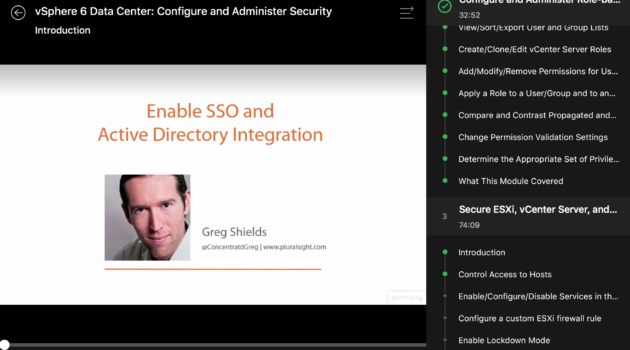 vSphere 6 Data Center: Configure and Administer Security
Introduction
Enable SSO and
Active Directory Integration
Greg Shields
@ConcentratdGreg | www.pluralsight.com
Configure and Administer Role-Ba...
32:52
View/Sort/Export User and Group Lists
Create/Clone/Edit vCenter Server Roles
Add/Modify/Remove Permissions for Us...
Apply a Role to a User/Group and to an...
Compare and Contrast Propagated and...
Change Permission Validation Settings
Determine the Appropriate Set of Privile...
What This Module Covered
3
Secure ESXi, vCenter Server, and...
74:09
Introduction
Control Access to Hosts
Enable/Configure/Disable Services in th...
Configure a custom ESXi firewall rule
Enable Lockdown Mode